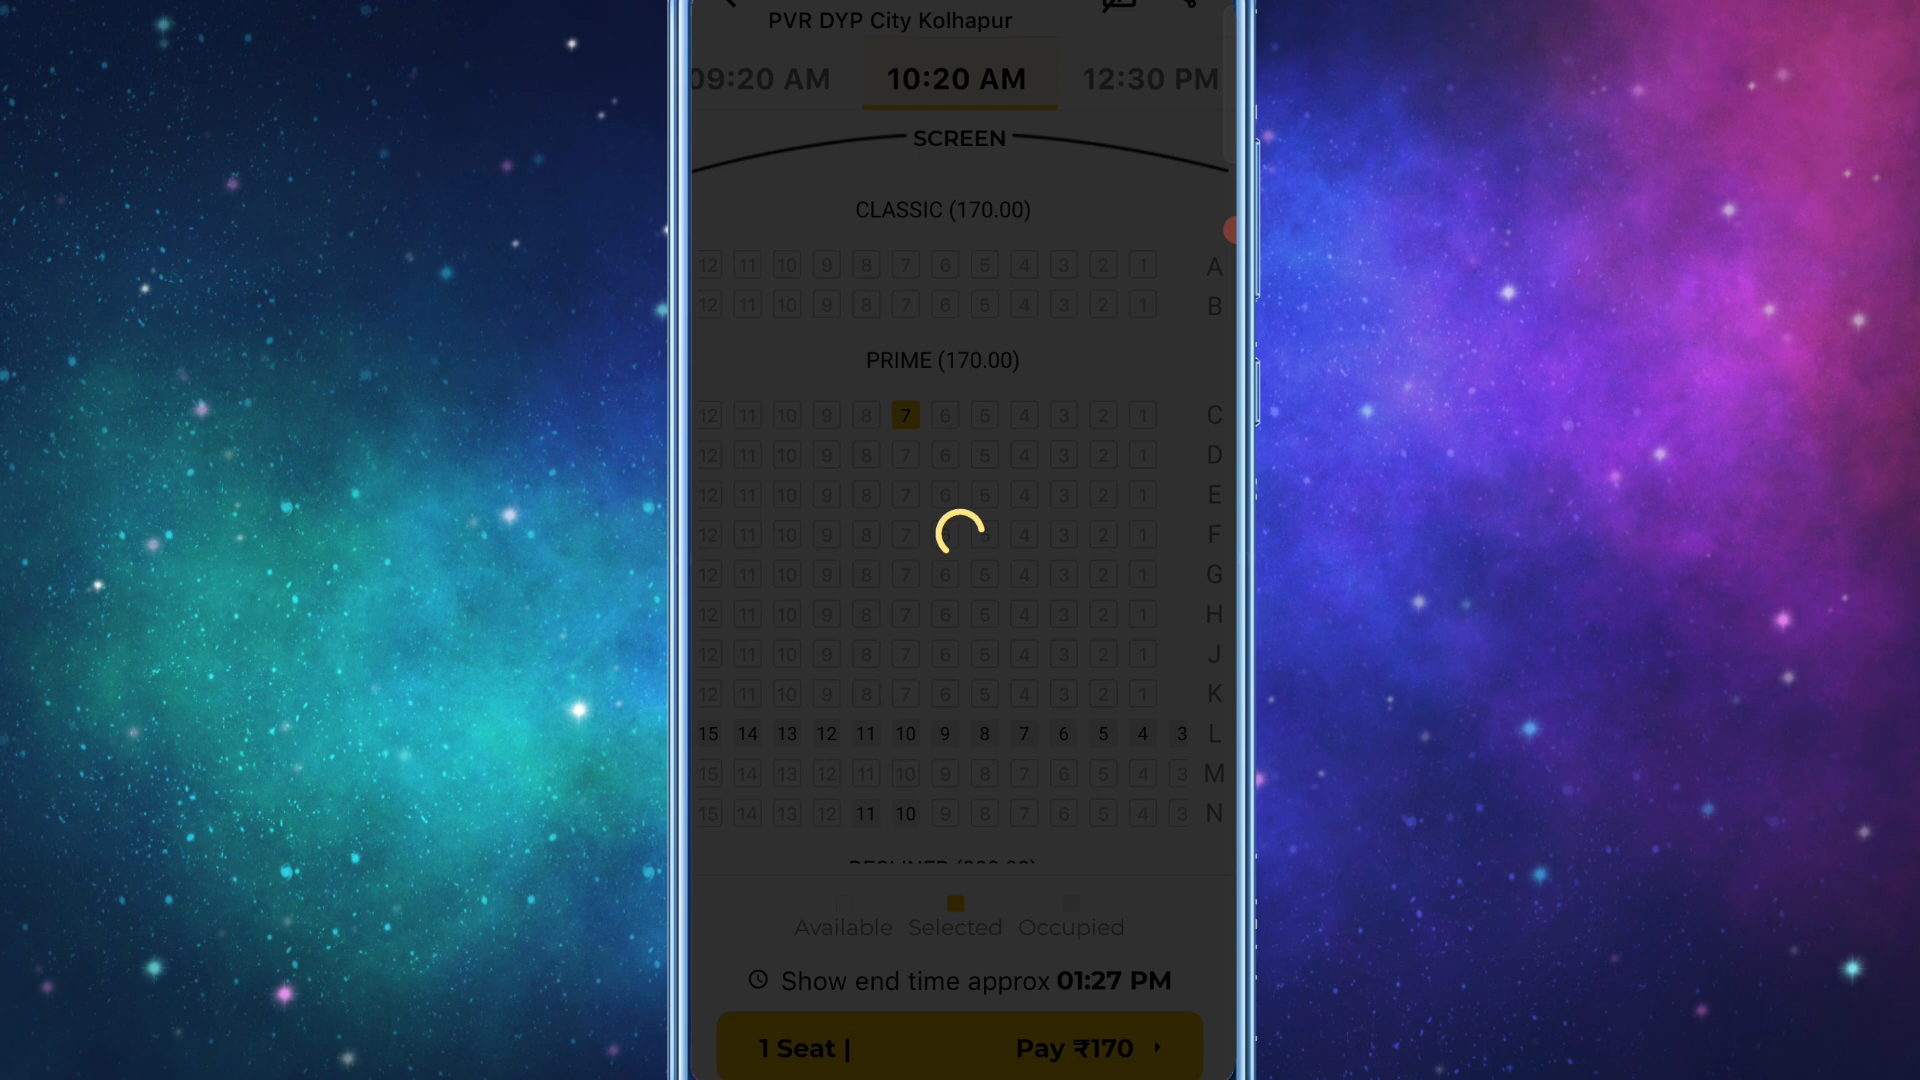 PVR DYP City Kolhapur
09:20 AM 10:20 AM 12:30 PM
SCREEN
CLASSIC (170.00)
12 11 10 9 8 7 6 5 4 3 2 1 A
12 11 10 9 8 7 6 5 4 3 2 1 B
PRIME (170.00)
12 11 10 9 8 7 6 5 4 3 2 1 C
12 11 10 9 8 7 6 5 4 3 2 1 D
12 11 10 9 8 7 6 5 4 3 2 1 E
12 11 10 9 8 7 4 3 2 1 F
12 11 10 9 8 7 6 5 4 3 2 1 G
12 11 10 9 8 7 6 5 4 3 2 1 H
12 11 10 9 8 7 6 5 4 3 2 1 J
12 11 10 9 8 7 6 5 4 3 2 1 K
15 14 13 12 11 10 9 8 7 6 5 4 3 L
15 14 13 12 11 10 9 8 7 6 5 4 3 M
15 14 13 12 11 10 9 8 7 6 5 4 3 N
Available Selected Occupied
Show end time approx 01:27 PM
1 Seat | Pay ₹170